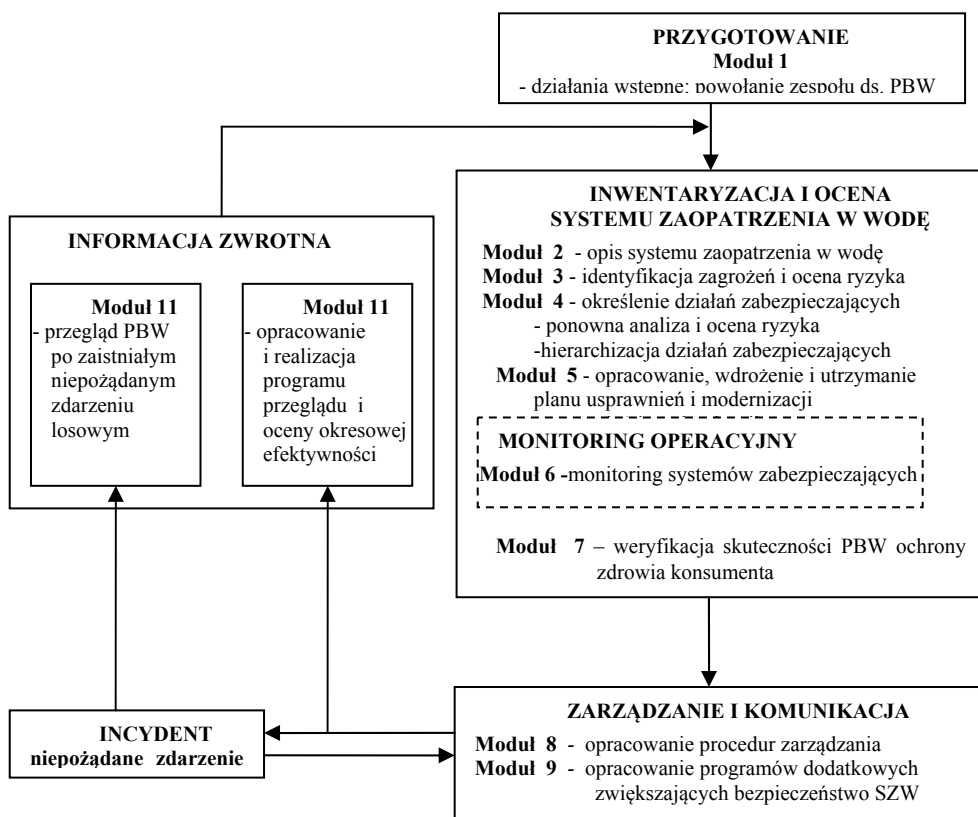 PRZYGOTOWANIE
Moduł 1
- działania wstępne: powołanie zespołu ds. PBW
INWENTARYZACJA I OCENA
SYSTEMU ZAOPATRZENIA W WODĘ
Moduł 2 - opis systemu zaopatrzenia w wodę
Moduł 3 - identyfikacja zagrożeń i ocena ryzyka
Moduł 4 - określenie działań zabezpieczających
- ponowna analiza i ocena ryzyka
-hierarchizacja działań zabezpieczających
Moduł 5 - opracowanie, wdrożenie i utrzymanie
planu usprawnień i modernizacji
MONITORING OPERACYJNY
Moduł 6 -monitoring systemów zabezpieczających
Moduł 7 – weryfikacja skuteczności PBW ochrony
zdrowia konsumenta
INFORMACJA ZWROTNA
Moduł 11
- przegląd PBW
po zaistniałym
niepożądanym
zdarzeniu
losowym
Moduł 11
- opracowanie
i realizacja
programu
przeglądu i
oceny okresowej
efektywności
INCYDENT
niepożądane zdarzenie
ZARZĄDZANIE I KOMUNIKACJA
Moduł 8 - opracowanie procedur zarządzania
Moduł 9 - opracowanie programów dodatkowych
zwiększających bezpieczeństwo SZW